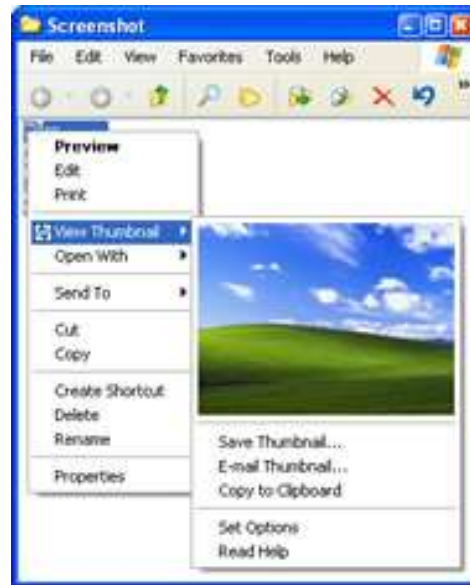 Screenshot
File Edit View Favorites Tools Help
Preview
Edit
Print
View Thumbnail
Open With
Send To
Cut
Copy
Create Shortcut
Delete
Rename
Properties
Save Thumbnail...
E-mail Thumbnail...
Copy to Clipboard
Set Options
Read Help